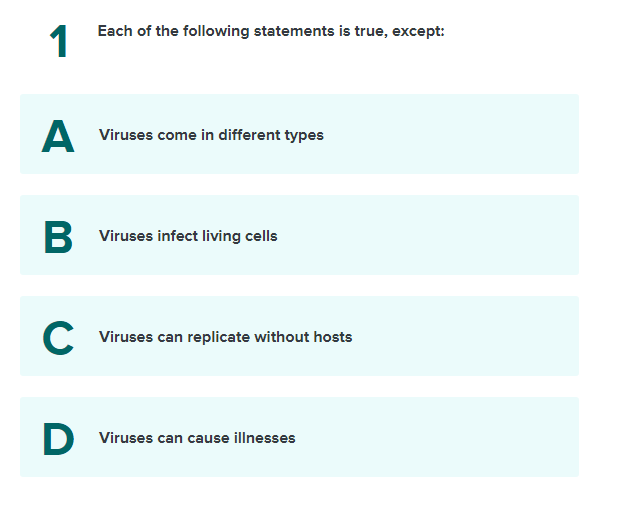 1 Each of the following statements is true, except:
A Viruses come in different types
B Viruses infect living cells
C Viruses can replicate without hosts
D Viruses can cause illnesses